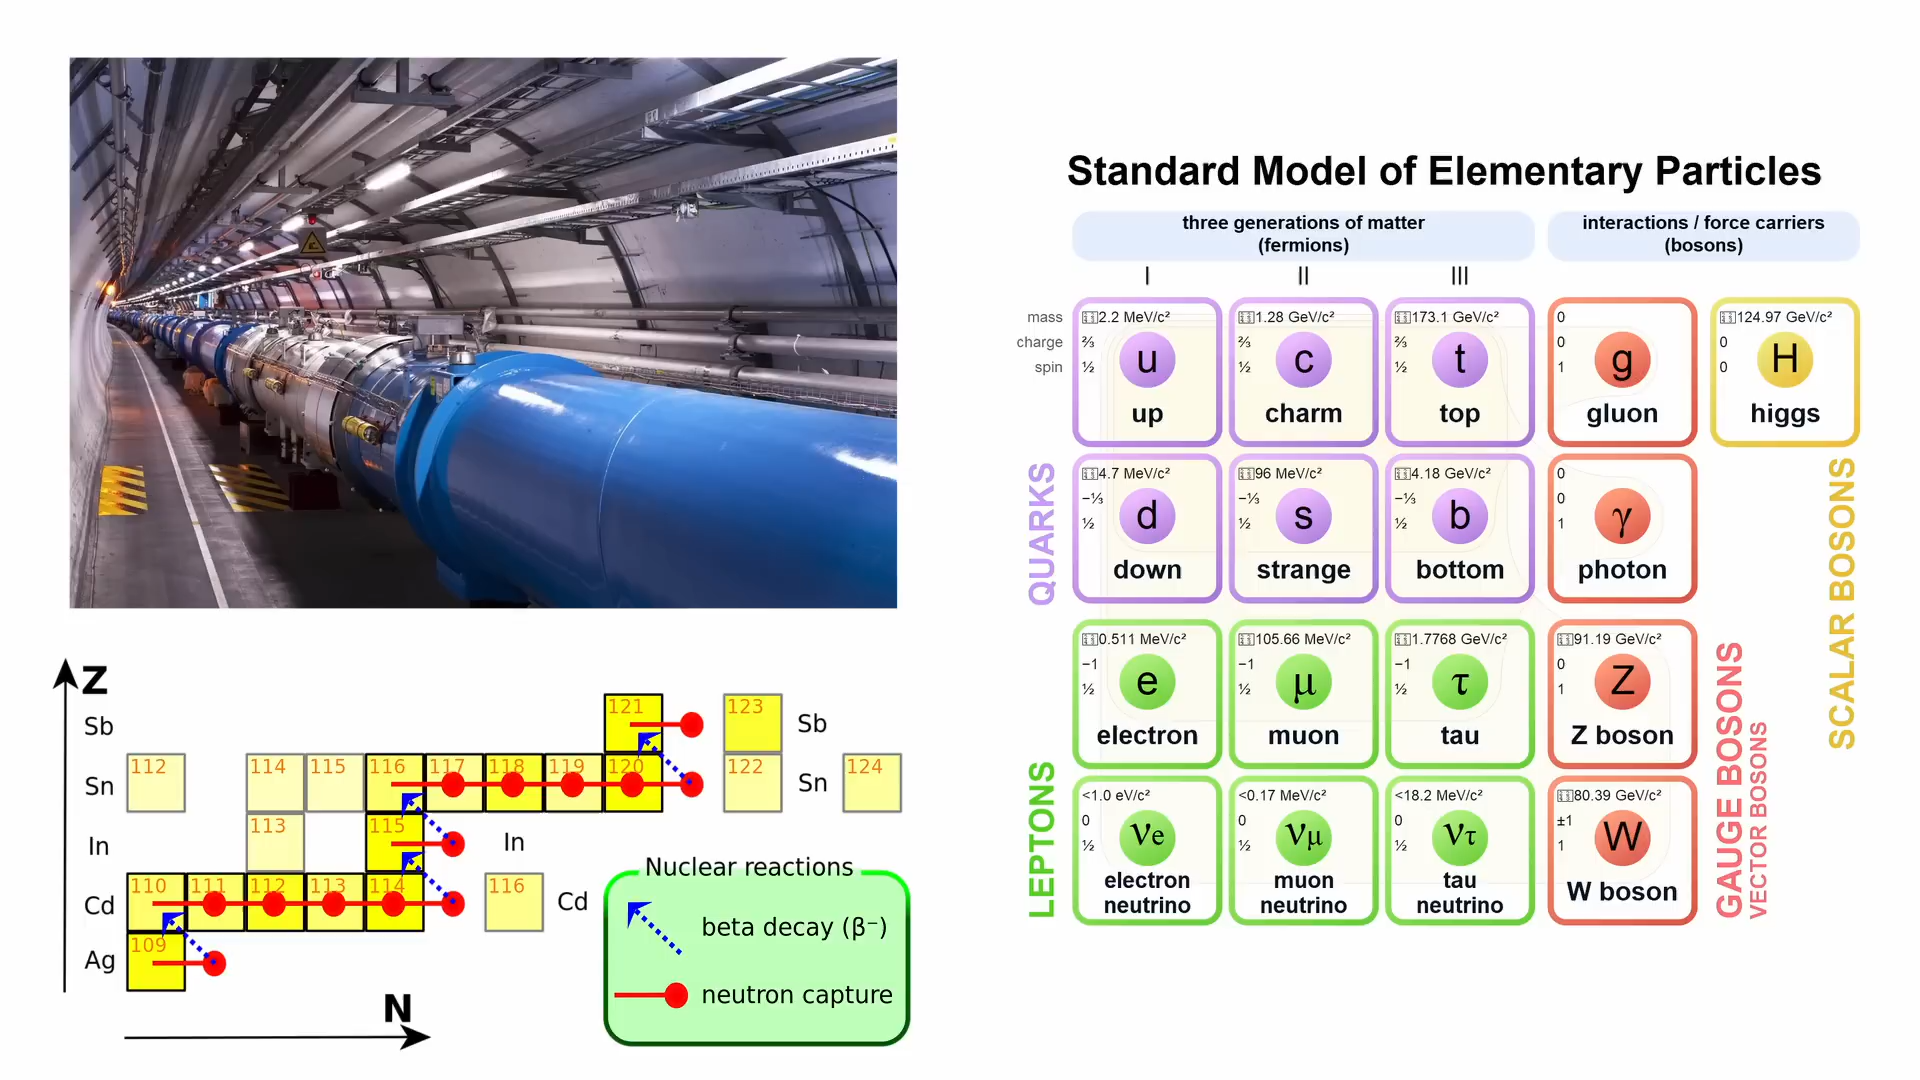 Standard Model of Elementary Particles
three generations of matter
(fermions)
interactions / force carriers
(bosons)
I II III
mass
charge
spin
2.2 MeV/c²
⅔
½
u
up
1.28 GeV/c²
⅔
½
c
charm
173.1 GeV/c²
⅔
½
t
top
0
0
1
g
gluon
124.97 GeV/c²
0
0
H
higgs
QUARKS
4.7 MeV/c²
−⅓
½
d
down
96 MeV/c²
−⅓
½
s
strange
4.18 GeV/c²
−⅓
½
b
bottom
0
0
1
γ
photon
SCALAR BOSONS
LEPTONS
0.511 MeV/c²
−1
½
e
electron
105.66 MeV/c²
−1
½
μ
muon
1.7768 GeV/c²
−1
½
τ
tau
91.19 GeV/c²
0
1
Z
Z boson
<1.0 eV/c²
0
½
νe
electron
neutrino
<0.17 MeV/c²
0
½
νμ
muon
neutrino
<18.2 MeV/c²
0
½
ντ
tau
neutrino
80.39 GeV/c²
±1
1
W
W boson
GAUGE BOSONS
VECTOR BOSONS
Z
Sb 121 123 Sb
Sn 112 114 115 116 117 118 119 120 122 Sn 124
In 113 115 In
Cd 110 111 112 113 114 116 Cd
Ag 109
N
Nuclear reactions
beta decay (β⁻)
neutron capture